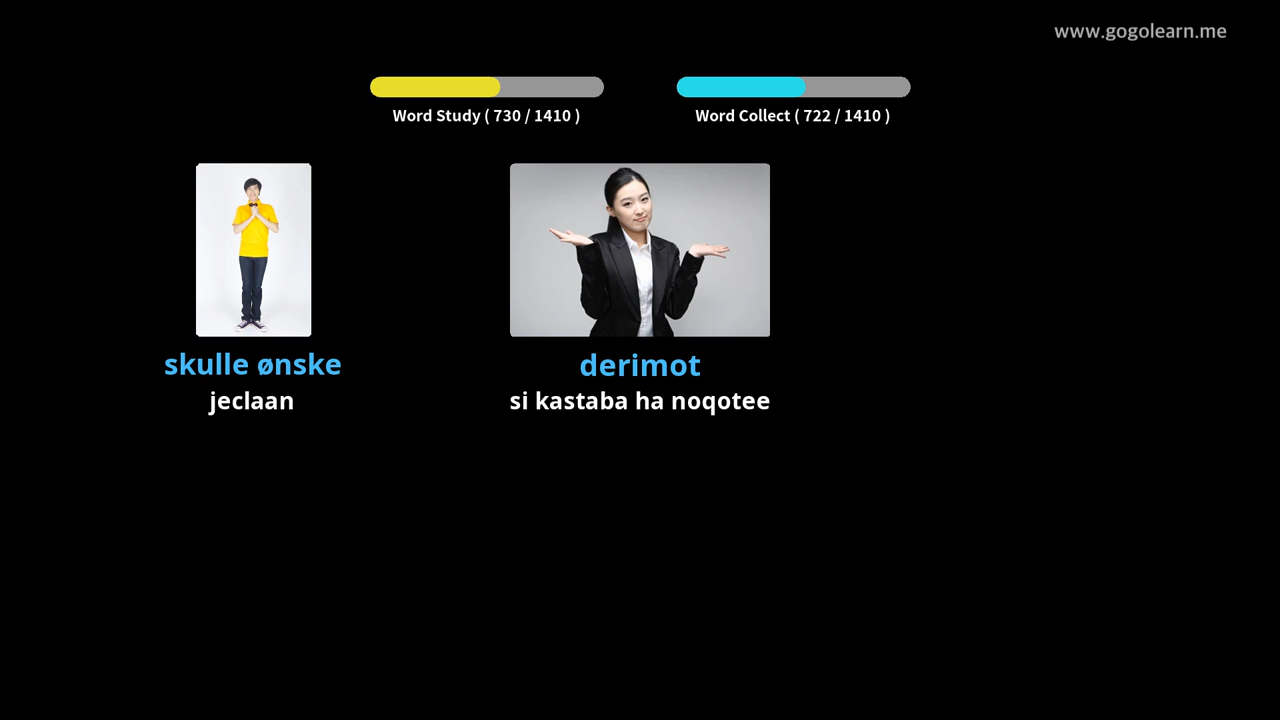 www.gogolearn.me
Word Study ( 730 / 1410 )
Word Collect ( 722 / 1410 )
skulle ønske
jeclaan
derimot
si kastaba ha noqotee